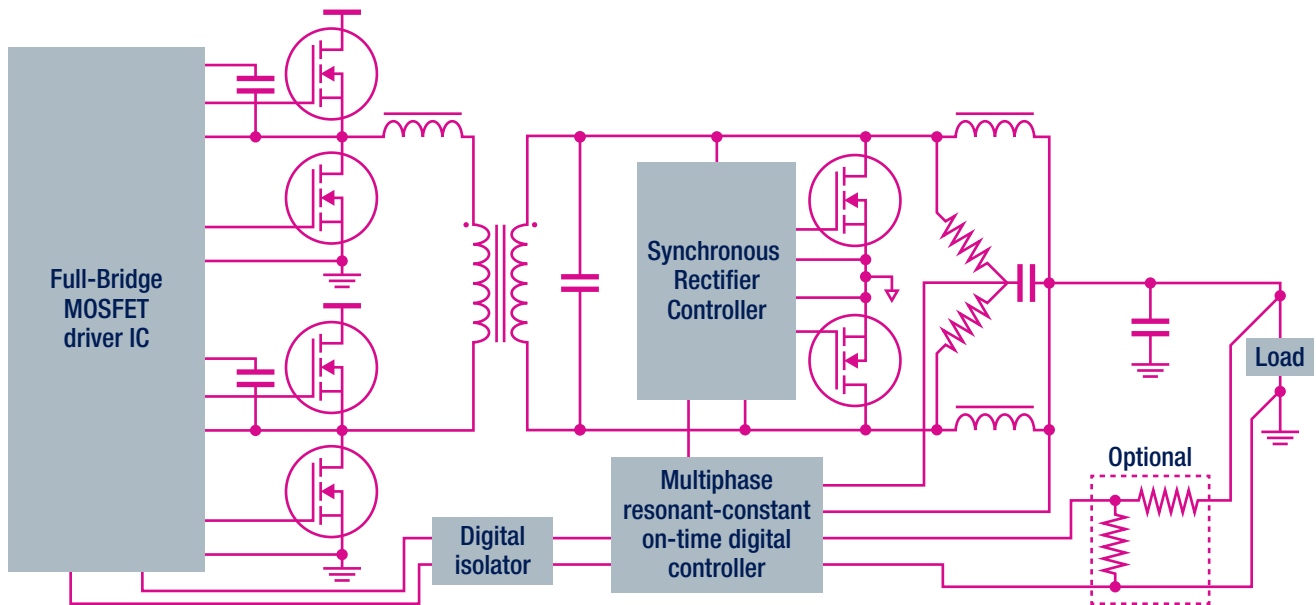 Full-Bridge
MOSFET
driver IC
Synchronous
Rectifier
Controller
Load
Optional
Multiphase
resonant-constant
on-time digital
controller
Digital
isolator